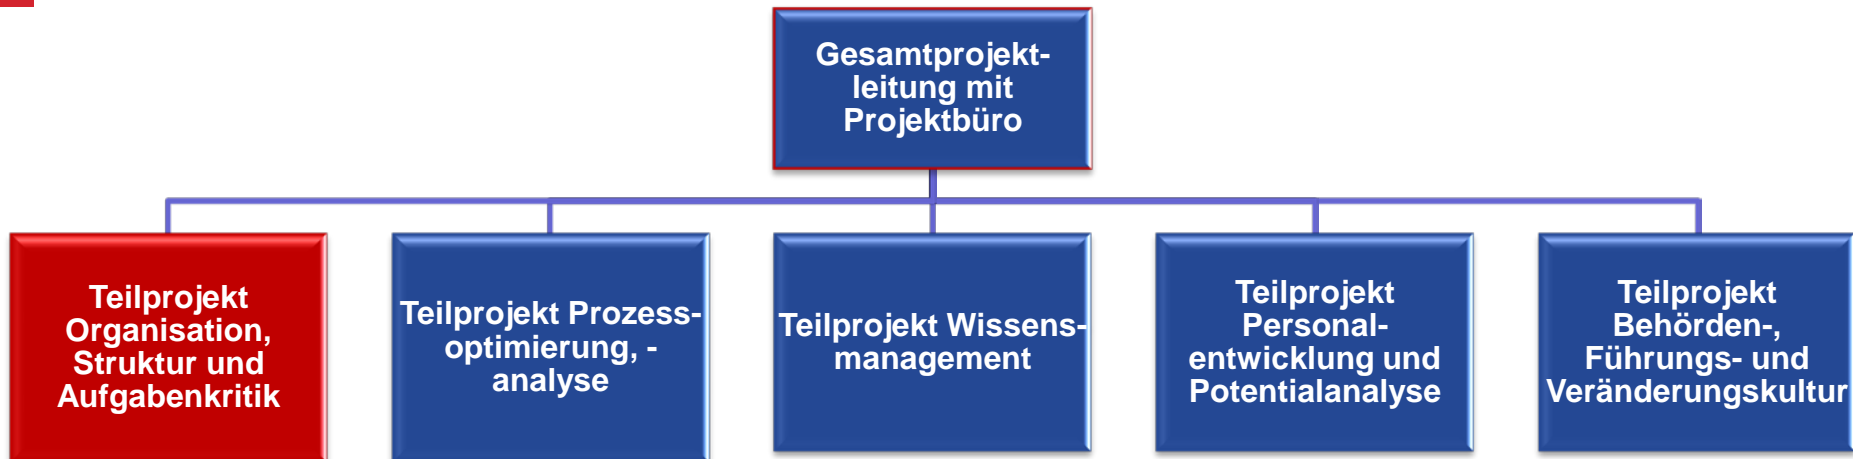 Gesamtprojekt-
leitung mit
Projektbüro
Teilprojekt
Organisation,
Struktur und
Aufgabenkritik
Teilprojekt Prozess-
optimierung, -
analyse
Teilprojekt Wissens-
management
Teilprojekt
Personal-
entwicklung und
Potentialanalyse
Teilprojekt
Behörden-,
Führungs- und
Veränderungskultur